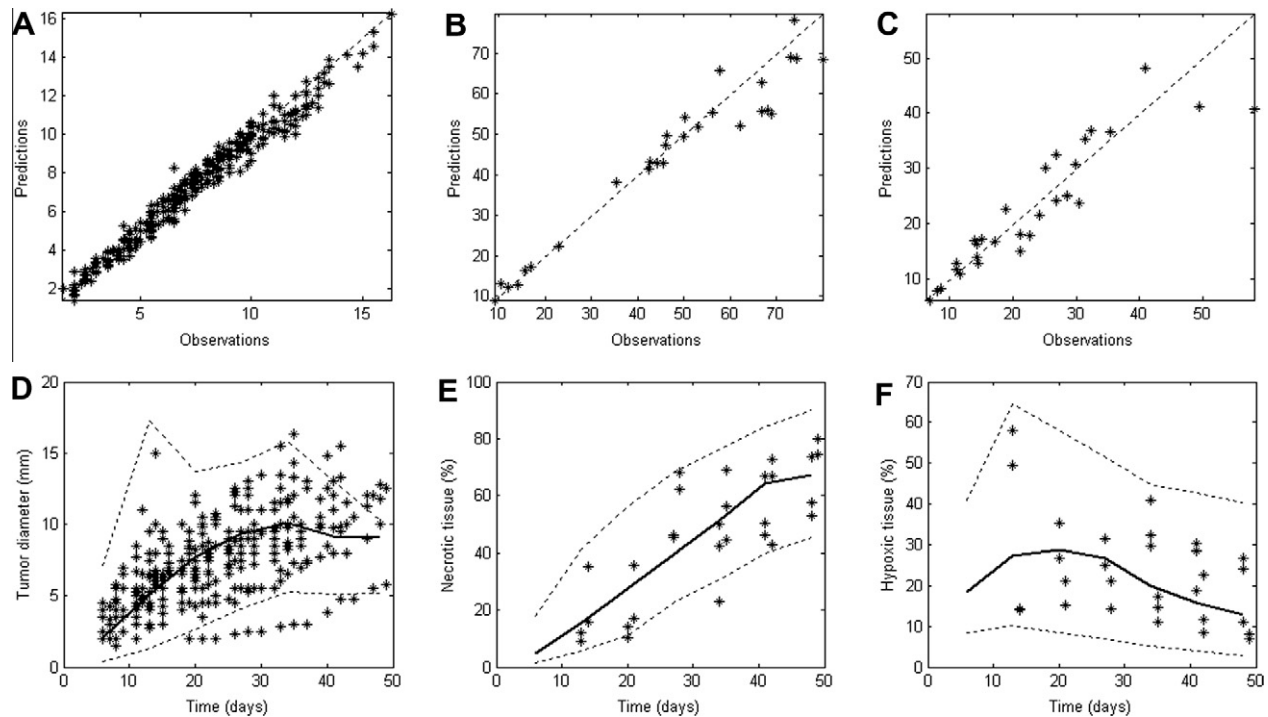 A
16
14
12
10
8
6
4
2
Predictions
5 10 15
Observations
B
70
60
50
40
30
20
10
Predictions
10 20 30 40 50 60 70
Observations
C
50
40
30
20
10
Predictions
10 20 30 40 50
Observations
D
20
15
10
5
0
Tumor diameter (mm)
0 10 20 30 40 50
Time (days)
E
100
80
60
40
20
0
Necrotic tissue (%)
0 10 20 30 40 50
Time (days)
F
70
60
50
40
30
20
10
0
Hypoxic tissue (%)
0 10 20 30 40 50
Time (days)